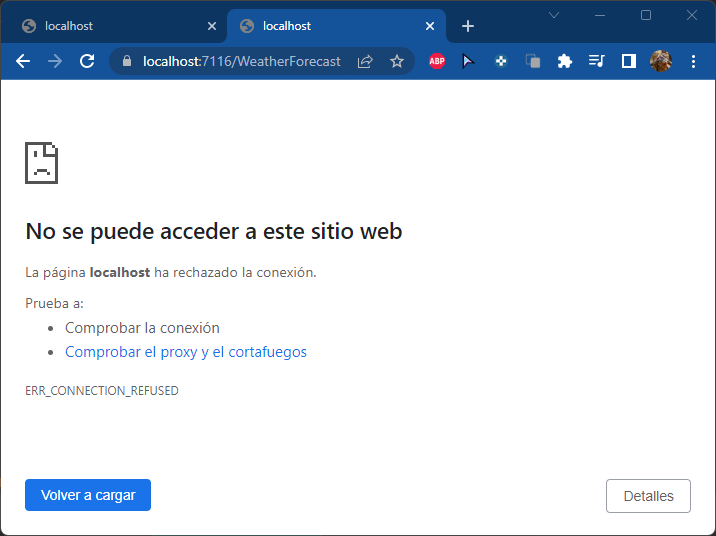 localhost
localhost
localhost:7116/WeatherForecast
ABP
No se puede acceder a este sitio web
La página localhost ha rechazado la conexión.
Prueba a:
• Comprobar la conexión
• Comprobar el proxy y el cortafuegos
ERR_CONNECTION_REFUSED
Volver a cargar
Detalles